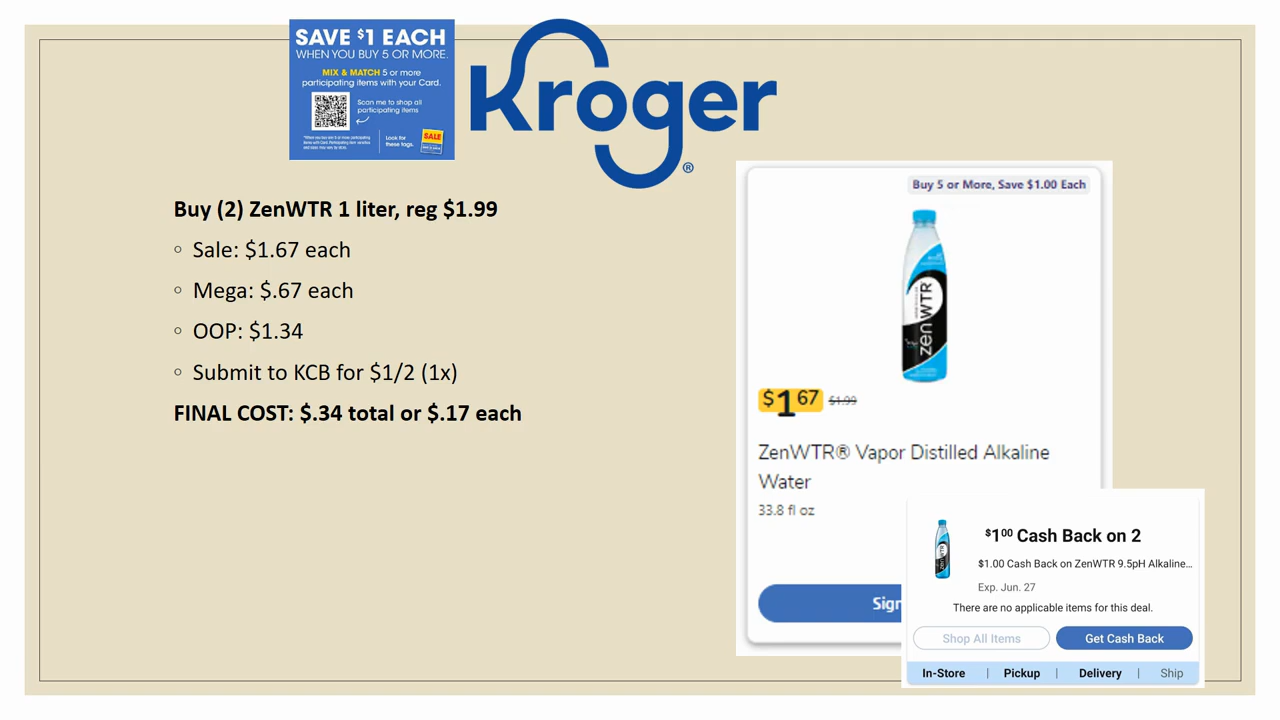 SAVE $1 EACH
WHEN YOU BUY 5 OR MORE.
MIX & MATCH 5 or more
participating items with your Card.
Scan me to shop all
participating items
Look for
these tags.
SALE
Kroger
®
Buy (2) ZenWTR 1 liter, reg $1.99
◦ Sale: $1.67 each
◦ Mega: $.67 each
◦ OOP: $1.34
◦ Submit to KCB for $1/2 (1x)
FINAL COST: $.34 total or $.17 each
Buy 5 or More, Save $1.00 Each
zenWTR
$1 67 $1.99
ZenWTR® Vapor Distilled Alkaline
Water
33.8 fl oz
Sign
$1 00 Cash Back on 2
$1.00 Cash Back on ZenWTR 9.5pH Alkaline...
Exp. Jun. 27
There are no applicable items for this deal.
Shop All Items
Get Cash Back
In-Store | Pickup | Delivery | Ship